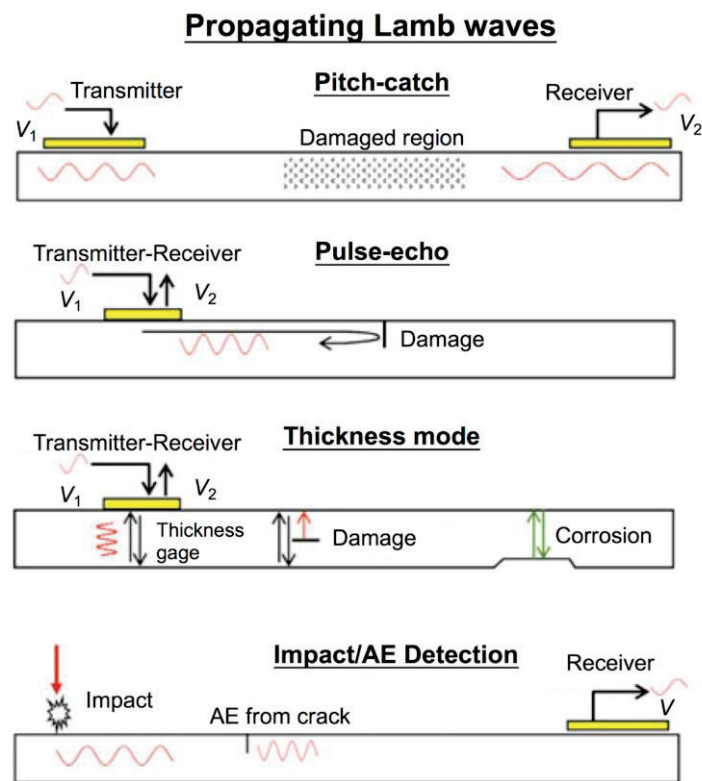 Propagating Lamb waves
Pitch-catch
Transmitter
Receiver
V1
V2
Damaged region
Pulse-echo
Transmitter-Receiver
V1
V2
Damage
Thickness mode
Transmitter-Receiver
V1
V2
Thickness
gage
Damage
Corrosion
Impact/AE Detection
Receiver
Impact
V
AE from crack